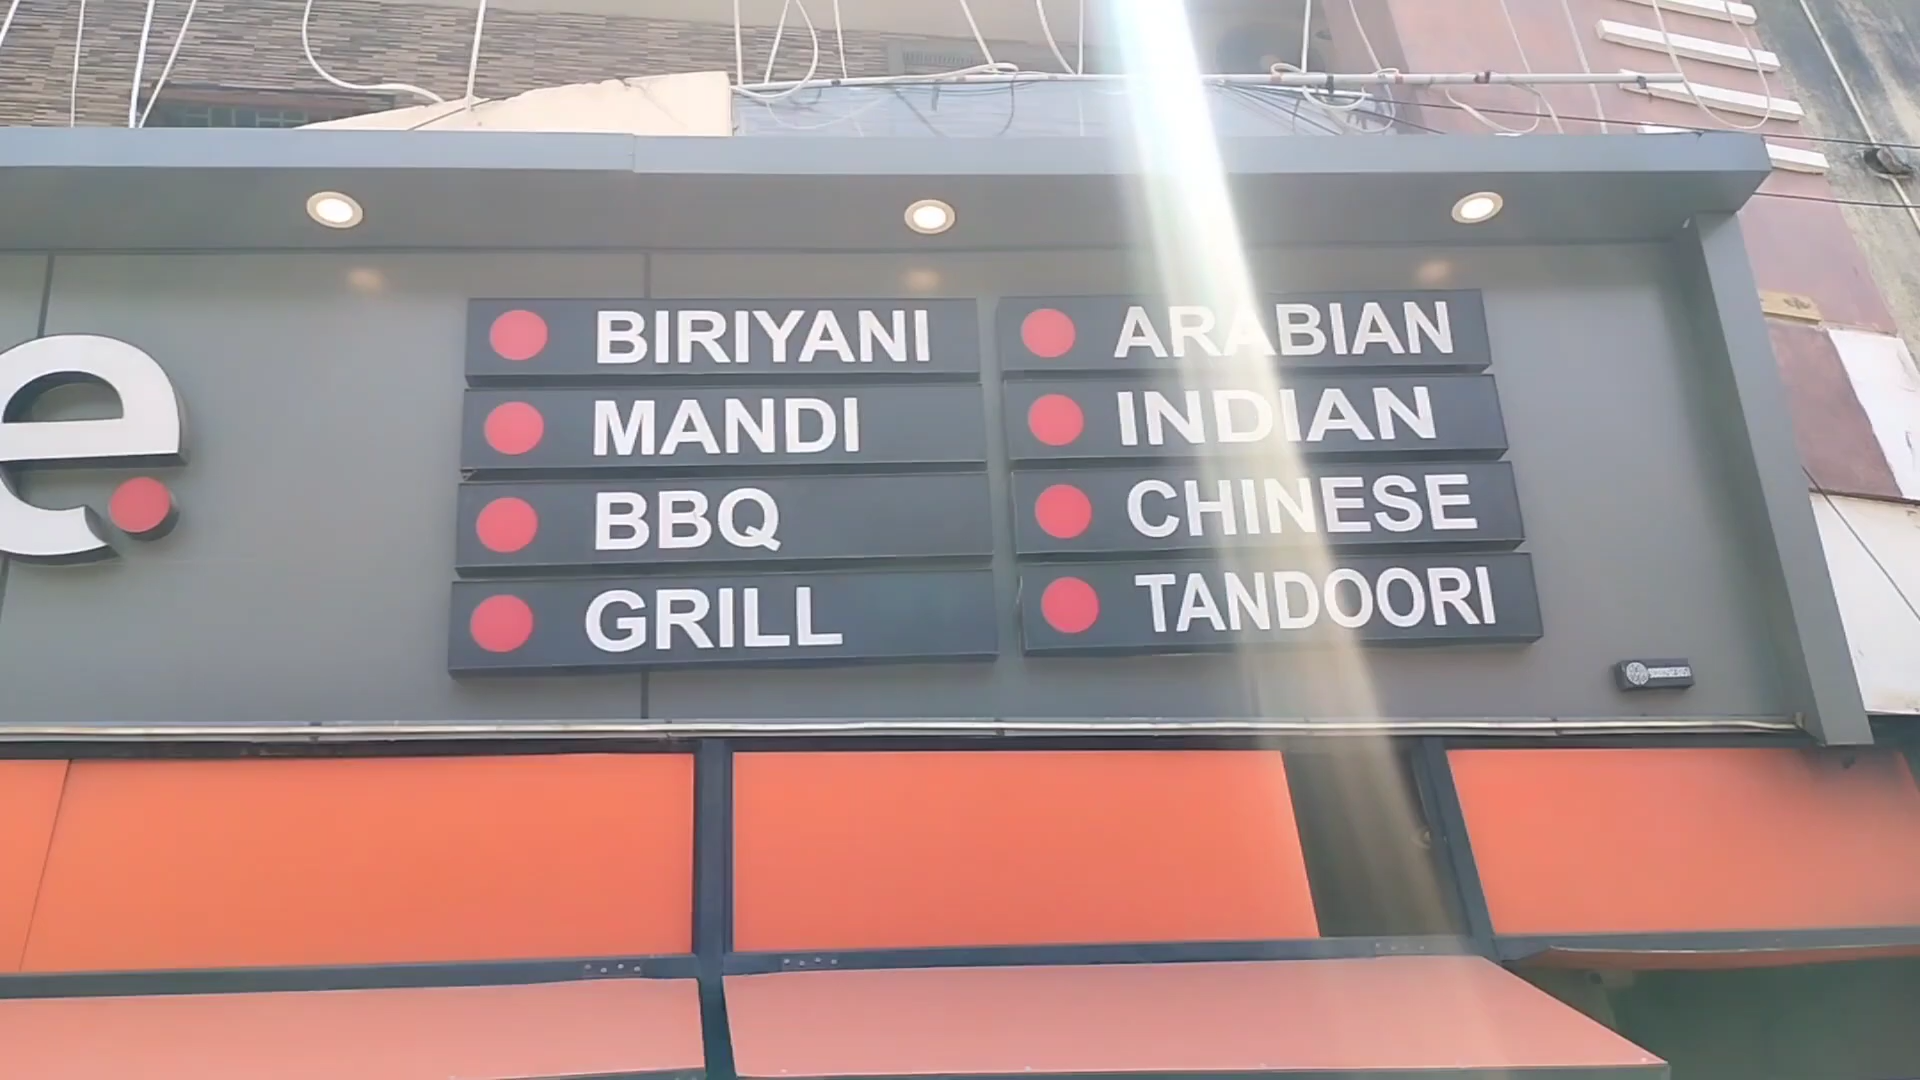 e
BIRIYANI
MANDI
BBQ
GRILL
ARABIAN
INDIAN
CHINESE
TANDOORI